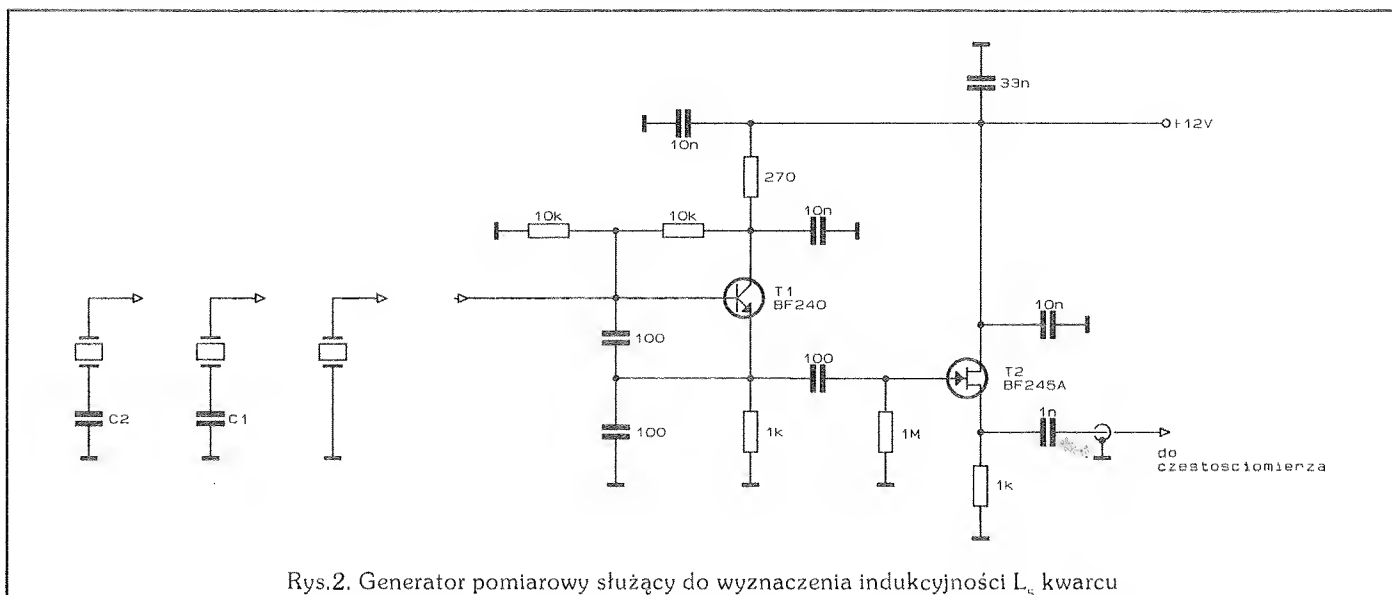 33n
10n
+12V
270
10k
10k
10n
T1
BF240
10n
100
100
T2
BF245A
C2
C1
100
1k
1M
1n
do
czestosciomierza
1k
Rys.2. Generator pomiarowy służący do wyznaczenia indukcyjności Ls kwarcu